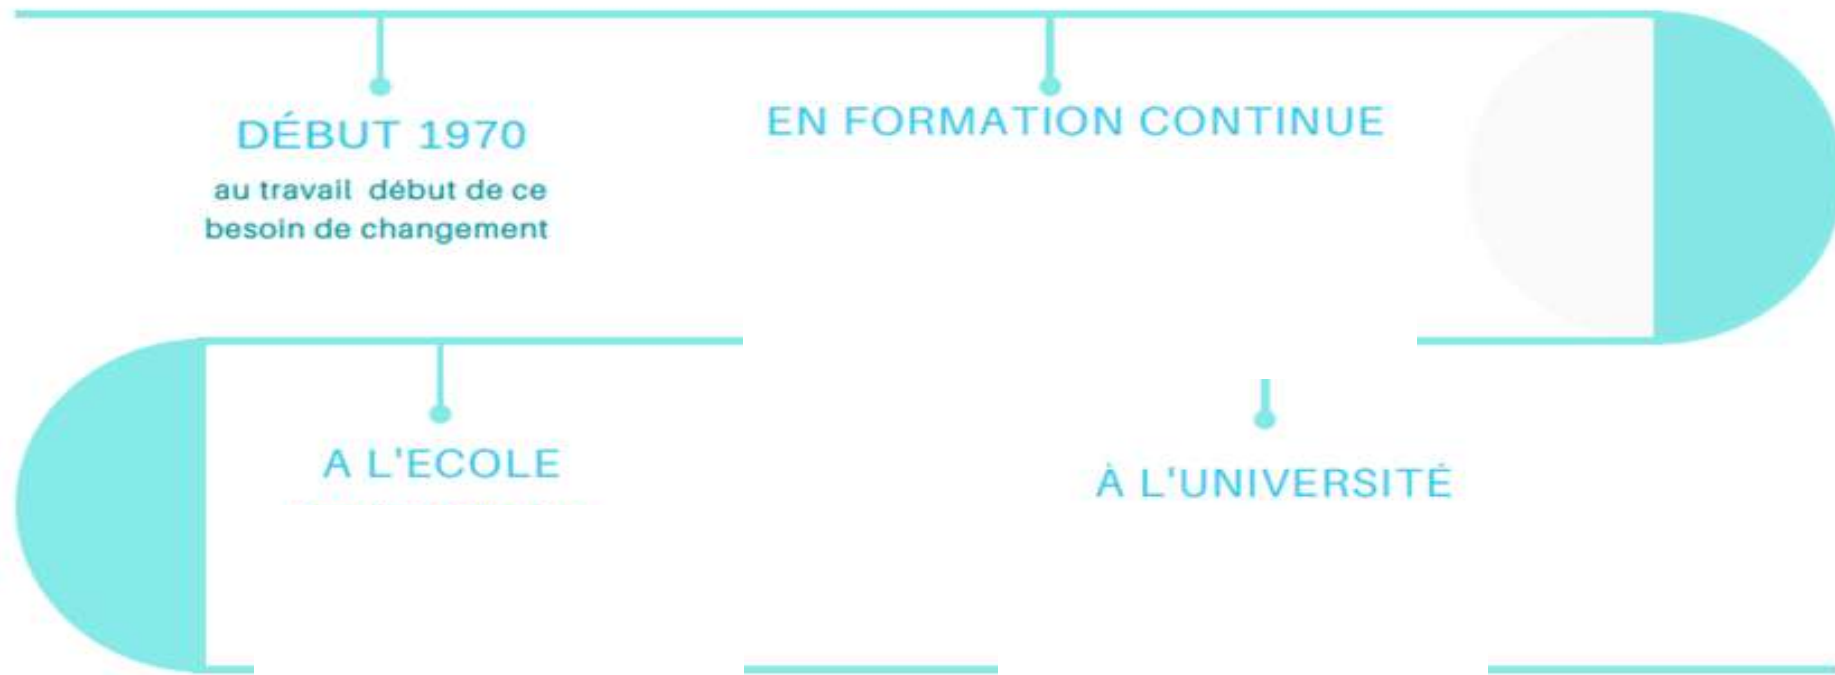 DÉBUT 1970
au travail début de ce
besoin de changement
EN FORMATION CONTINUE
A L'ECOLE
À L'UNIVERSITÉ